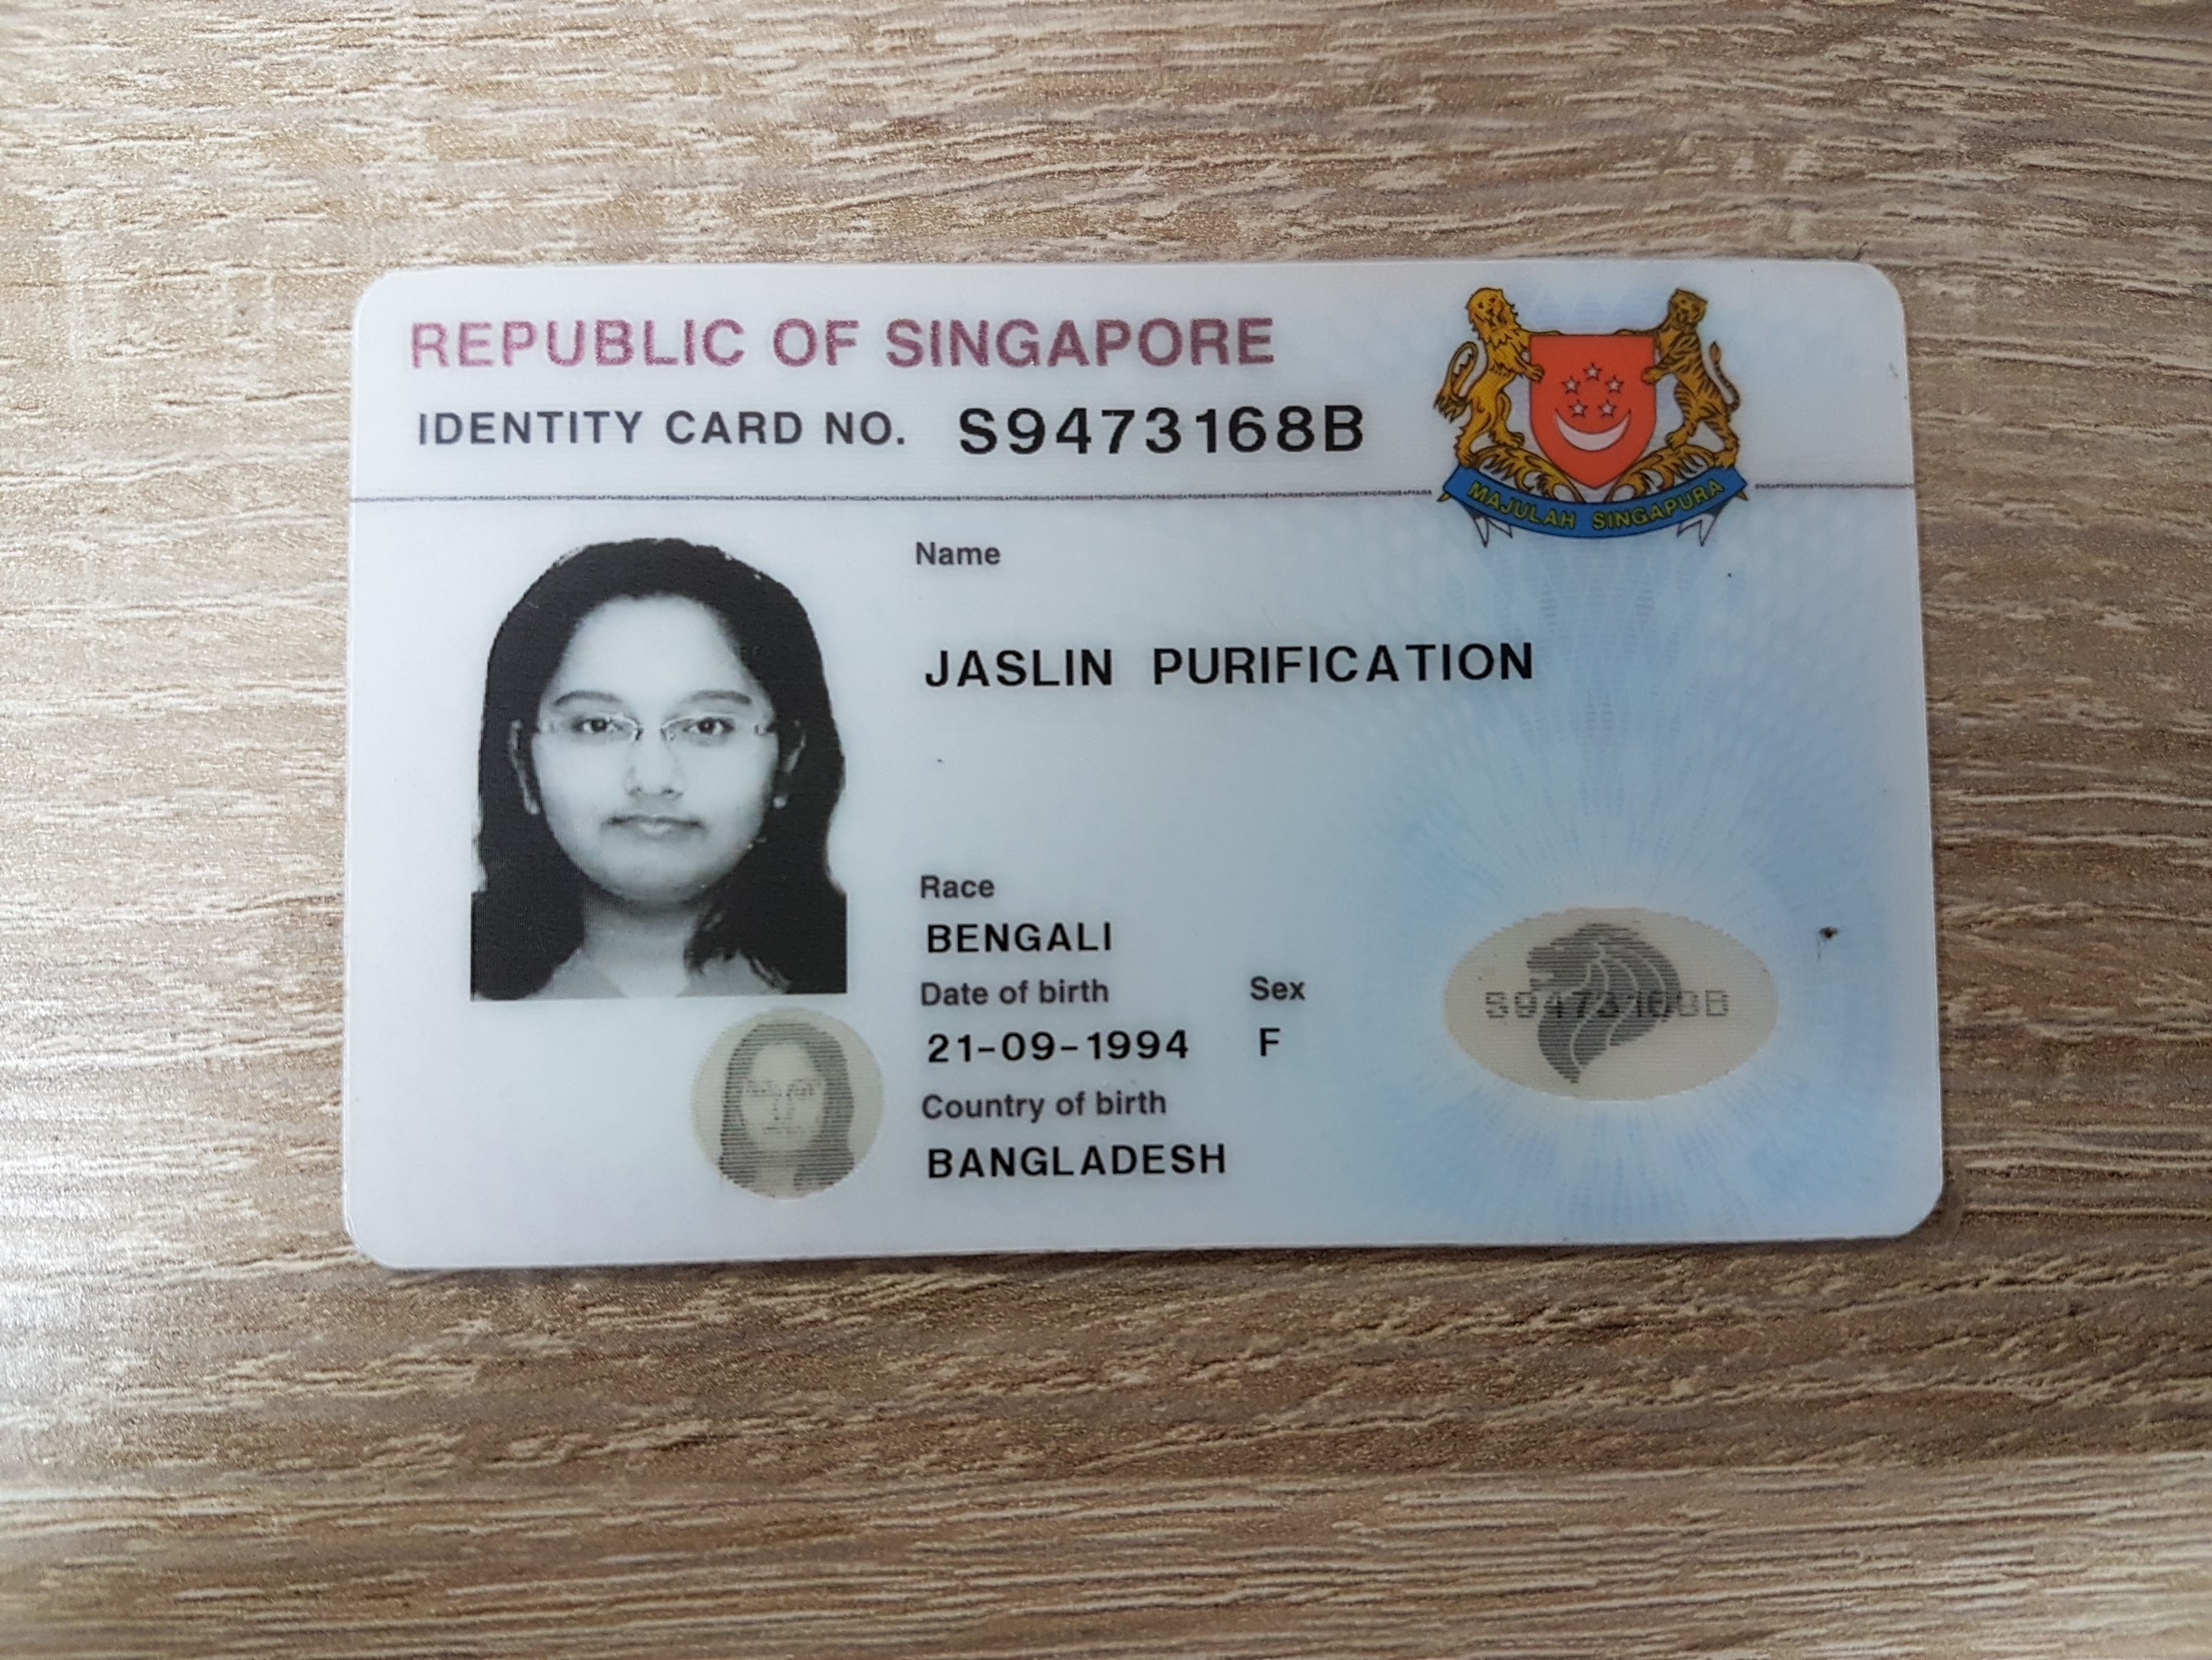 REPUBLIC OF SINGAPORE
IDENTITY CARD NO. S9473168B
MAJULAH SINGAPURA
Name
JASLIN PURIFICATION
Race
BENGALI
Date of birth Sex
21-09-1994 F
Country of birth
BANGLADESH
S9473168B